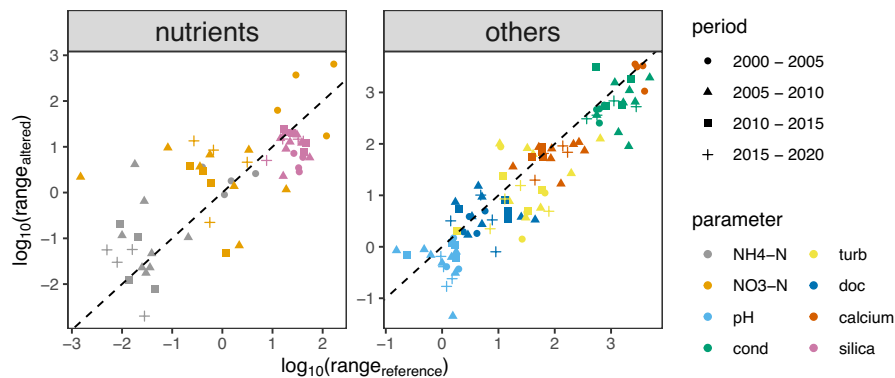 nutrients others
period
2000 − 2005
2005 − 2010
2010 − 2015
2015 − 2020
parameter
NH4−N turb
NO3−N doc
pH calcium
cond silica
log10(rangealtered)
3
2
1
0
−1
−2
3
2
1
0
−1
−3 −2 −1 0 1 2 −1 0 1 2 3
log10(rangereference)